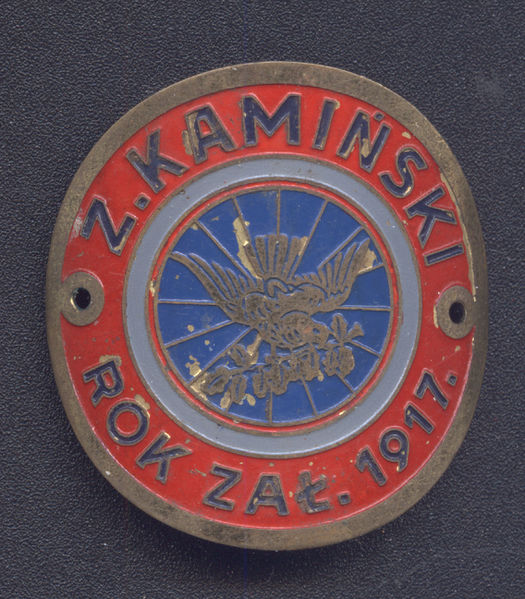 Z. KAMIŃSKI
ROK ZAŁ. 1917.